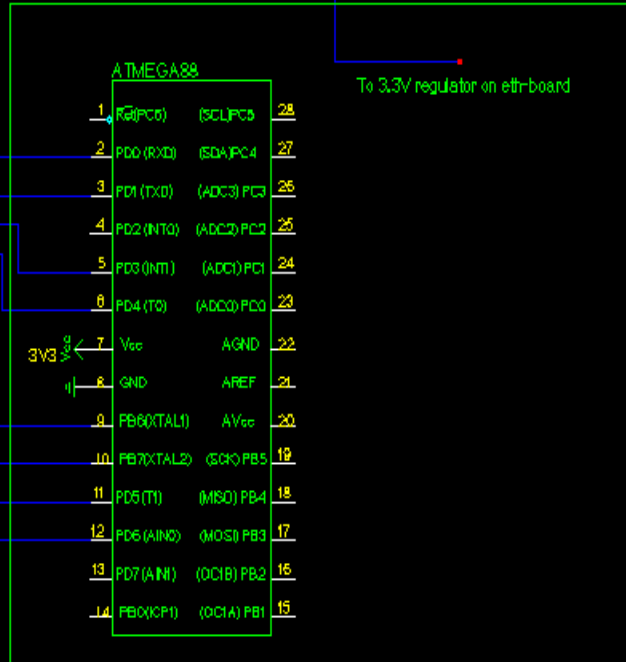 ATMEGA88
To 3.3V regulator on eth-board
1 Rst(PC6) (SCL)PC5 28
2 PD0 (RXD) (SDA)PC4 27
3 PD1 (TXD) (ADC3) PC3 26
4 PD2 (INT0) (ADC2) PC2 25
5 PD3 (INT1) (ADC1) PC1 24
6 PD4 (T0) (ADC0) PC0 23
3V3 Vcc 7 Vcc AGND 22
8 GND AREF 21
9 PB6(XTAL1) AVcc 20
10 PB7(XTAL2) (SCK) PB5 19
11 PD5 (T1) (MISO) PB4 18
12 PD6 (AIN0) (MOSI) PB3 17
13 PD7 (AIN1) (OC1B) PB2 16
14 PB0(ICP1) (OC1A) PB1 15